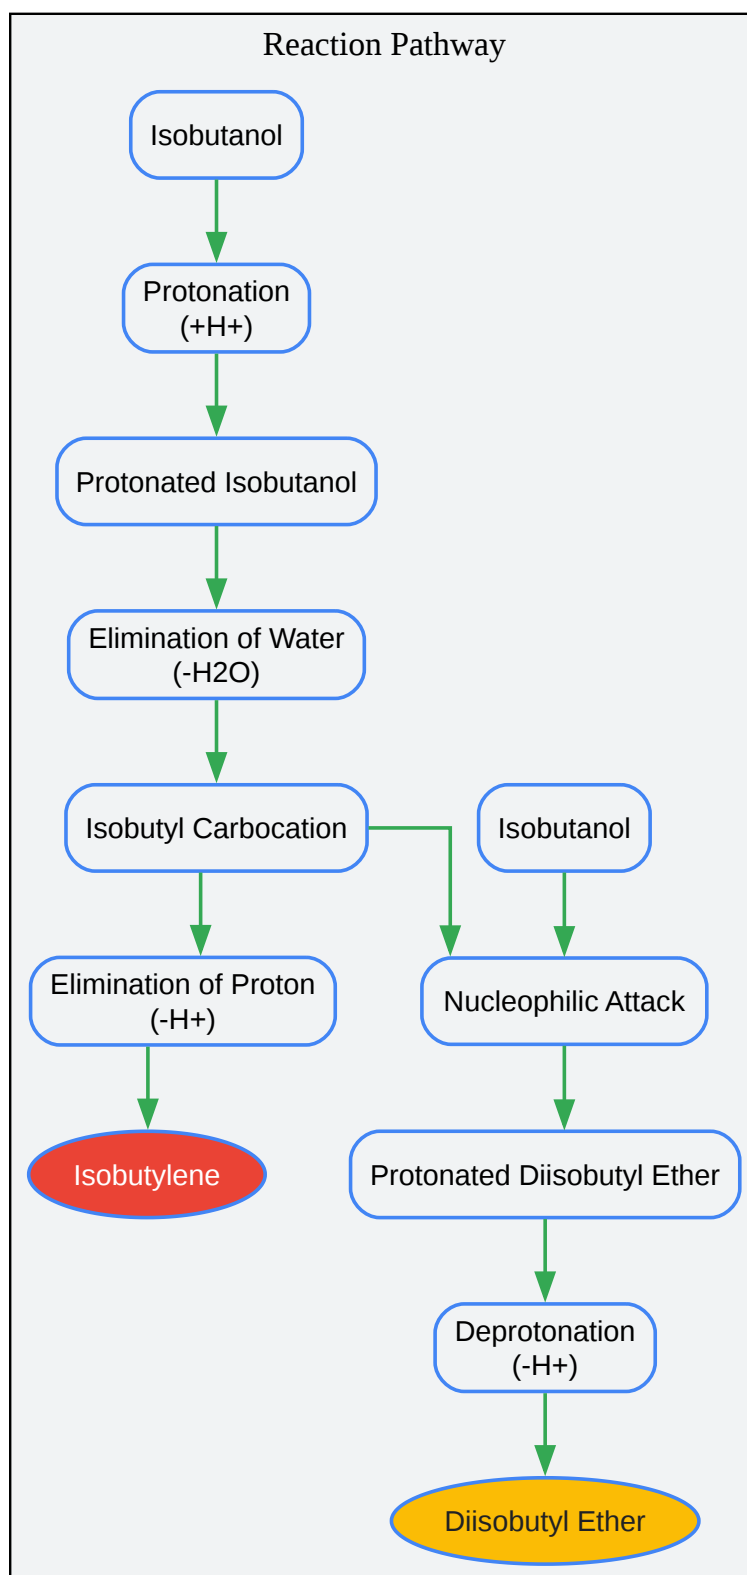 Reaction Pathway
Isobutanol
Protonation
(+H+)
Protonated Isobutanol
Elimination of Water
(-H2O)
Isobutyl Carbocation
Isobutanol
Elimination of Proton
(-H+)
Nucleophilic Attack
Isobutylene
Protonated Diisobutyl Ether
Deprotonation
(-H+)
Diisobutyl Ether